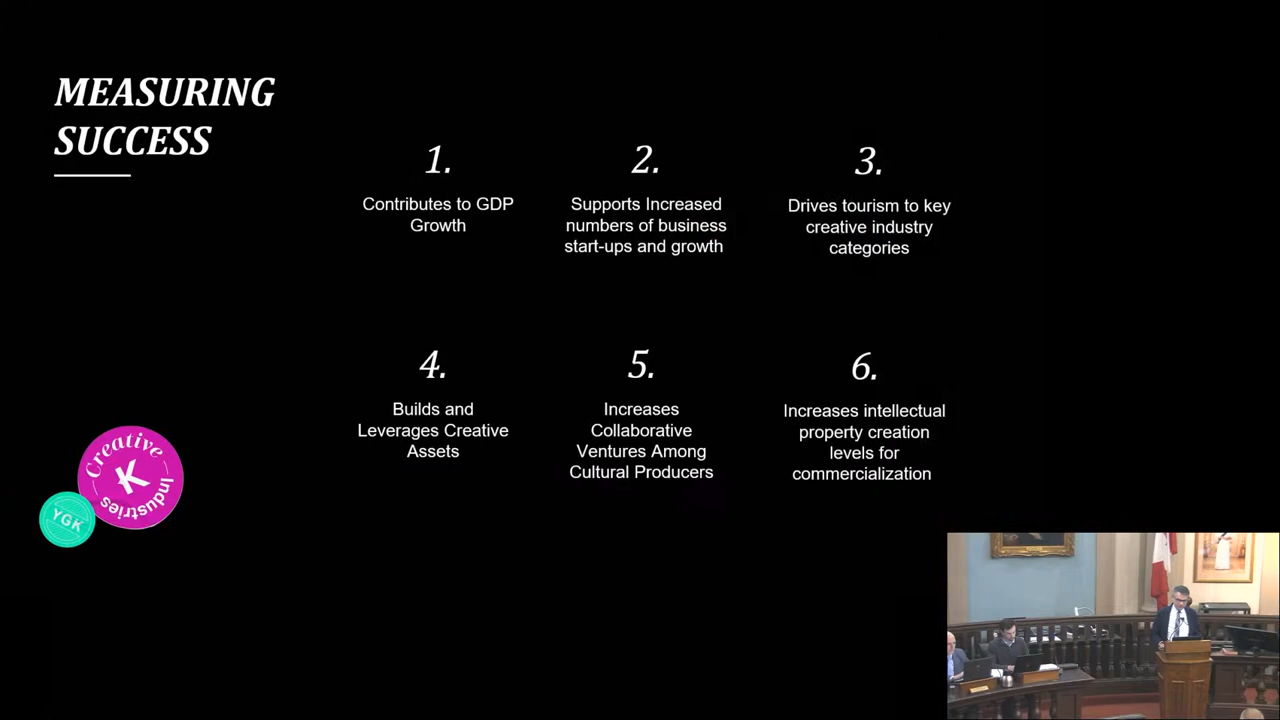 MEASURING
SUCCESS
1.
Contributes to GDP
Growth
2.
Supports Increased
numbers of business
start-ups and growth
3.
Drives tourism to key
creative industry
categories
4.
Builds and
Leverages Creative
Assets
5.
Increases
Collaborative
Ventures Among
Cultural Producers
6.
Increases intellectual
property creation
levels for
commercialization
Creative
K
Industries
YGK